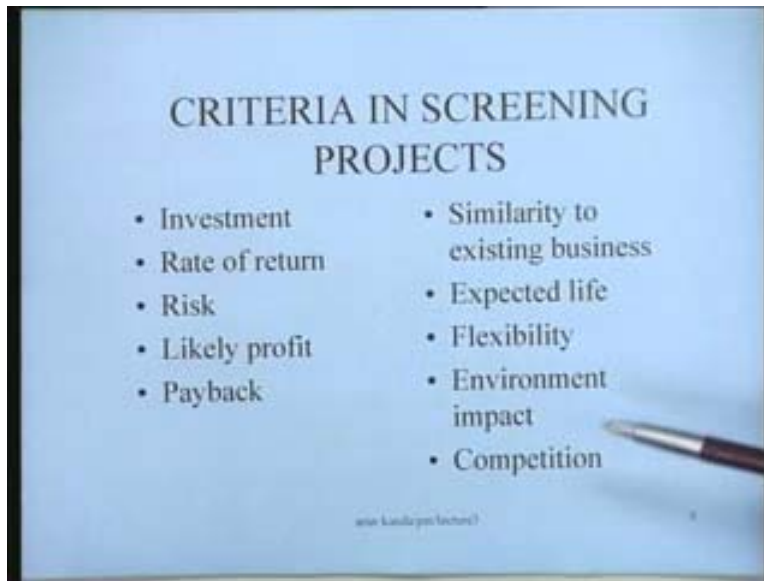 CRITERIA IN SCREENING
PROJECTS
• Investment
• Rate of return
• Risk
• Likely profit
• Payback
• Similarity to
existing business
• Expected life
• Flexibility
• Environment
impact
• Competition